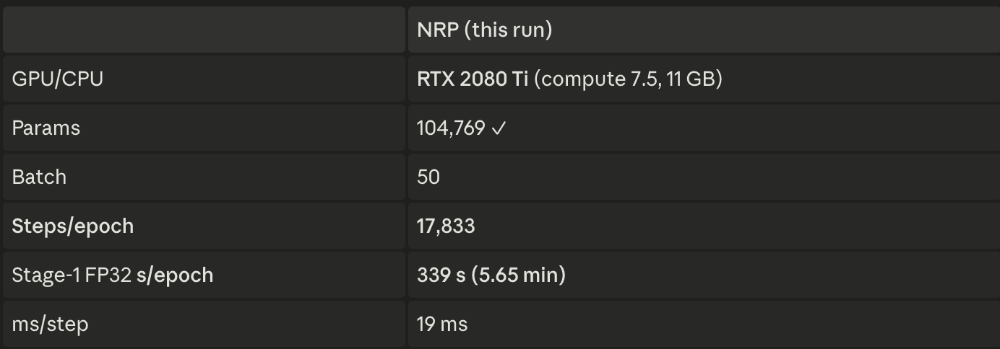 NRP (this run)
GPU/CPU RTX 2080 Ti (compute 7.5, 11 GB)
Params 104,769 ✓
Batch 50
Steps/epoch 17,833
Stage-1 FP32 s/epoch 339 s (5.65 min)
ms/step 19 ms